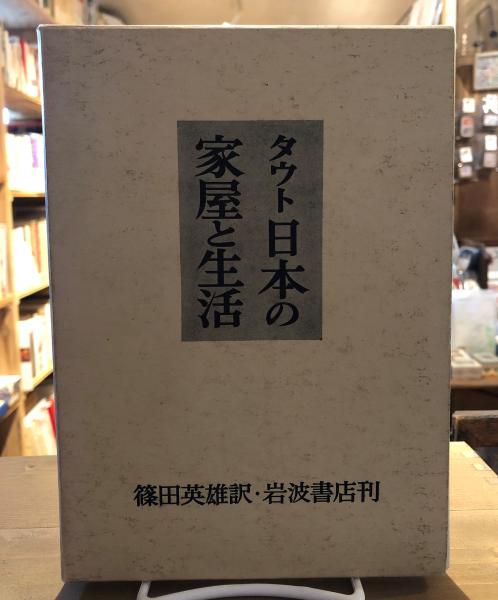 タウト 日本の
家屋と生活
篠田英雄訳・岩波書店刊